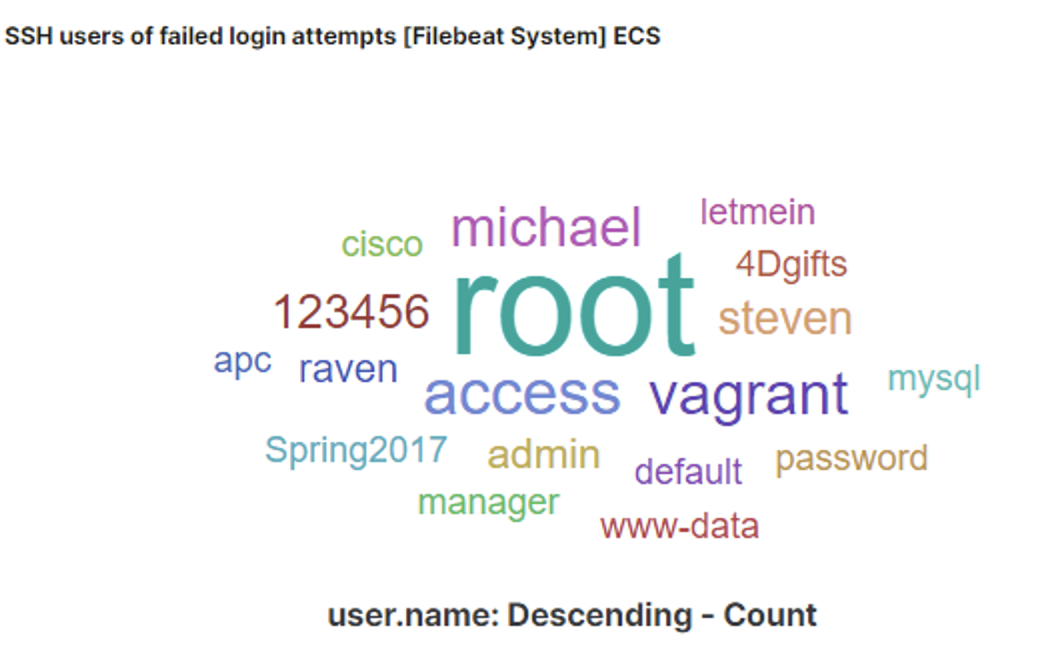 SSH users of failed login attempts [Filebeat System] ECS
letmein
michael
cisco
4Dgifts
root
123456
steven
apc
raven
mysql
access
vagrant
Spring2017
admin
password
default
manager
www-data
user.name: Descending - Count